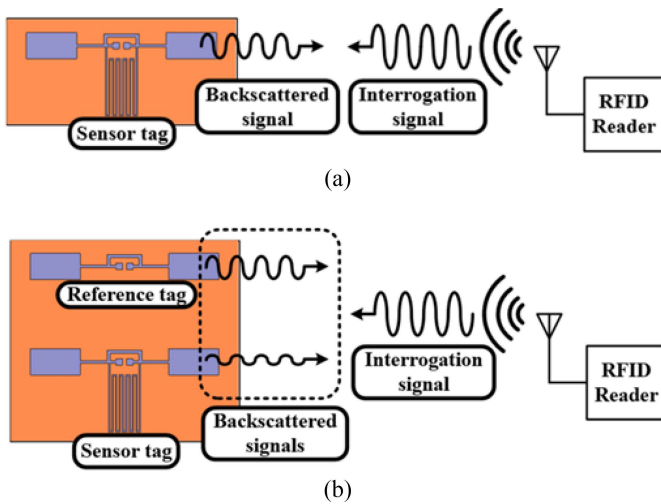 Backscattered
signal
Interrogation
signal
RFID
Reader
Sensor tag
(a)
Reference tag
Interrogation
signal
RFID
Reader
Backscattered
signals
Sensor tag
(b)